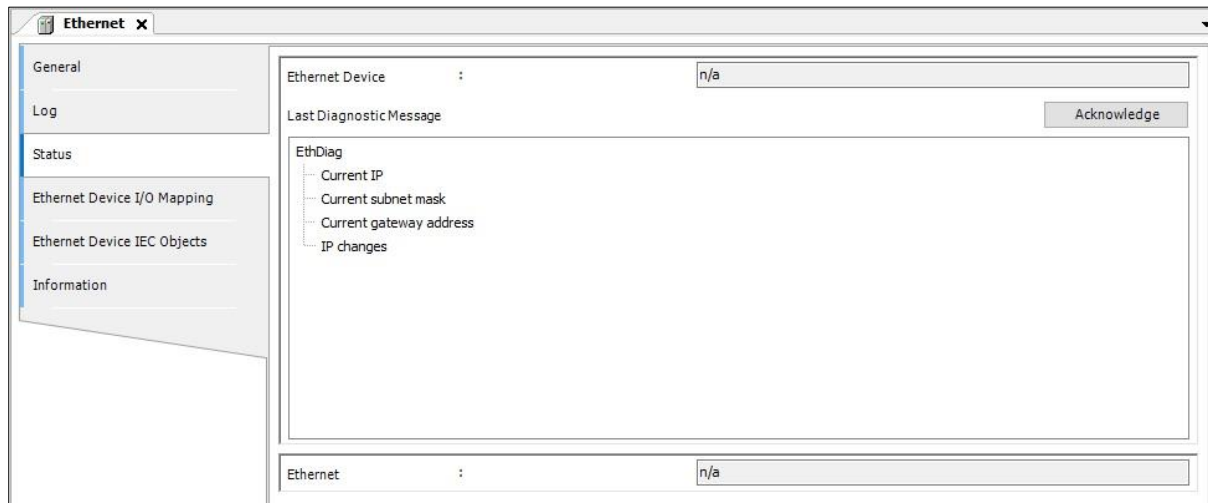 Ethernet
General
Log
Status
Ethernet Device I/O Mapping
Ethernet Device IEC Objects
Information
Ethernet Device : n/a
Last Diagnostic Message Acknowledge
EthDiag
Current IP
Current subnet mask
Current gateway address
IP changes
Ethernet : n/a